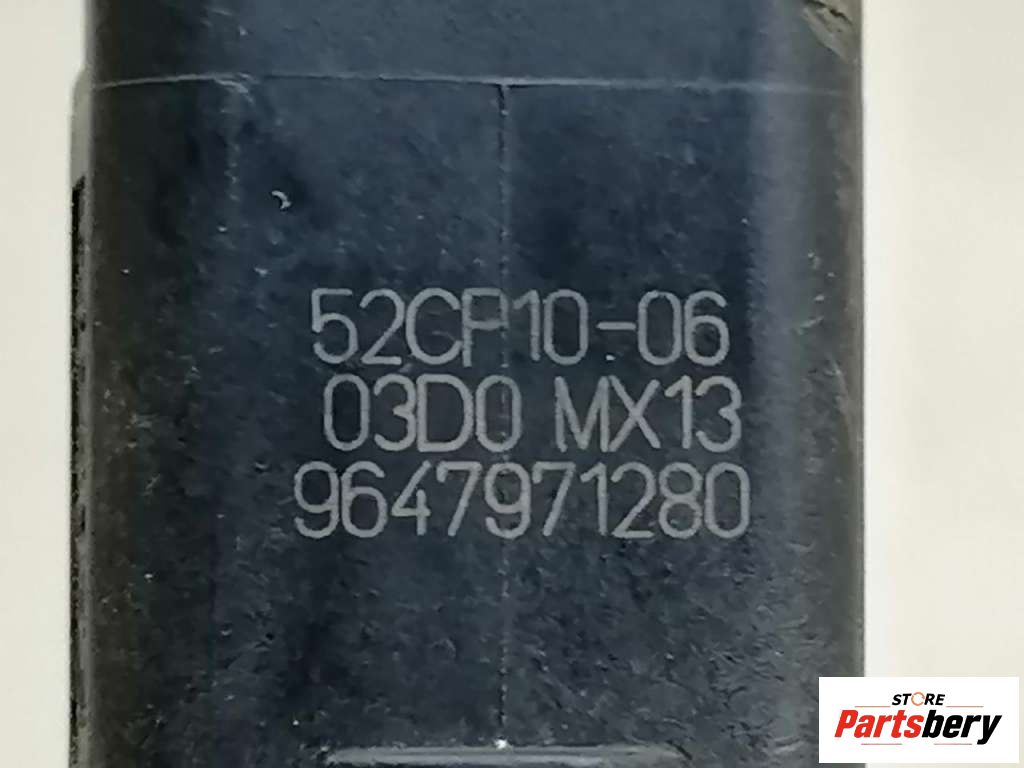 52CP10-06
03D0 MX13
9647971280
STORE
Partsbery